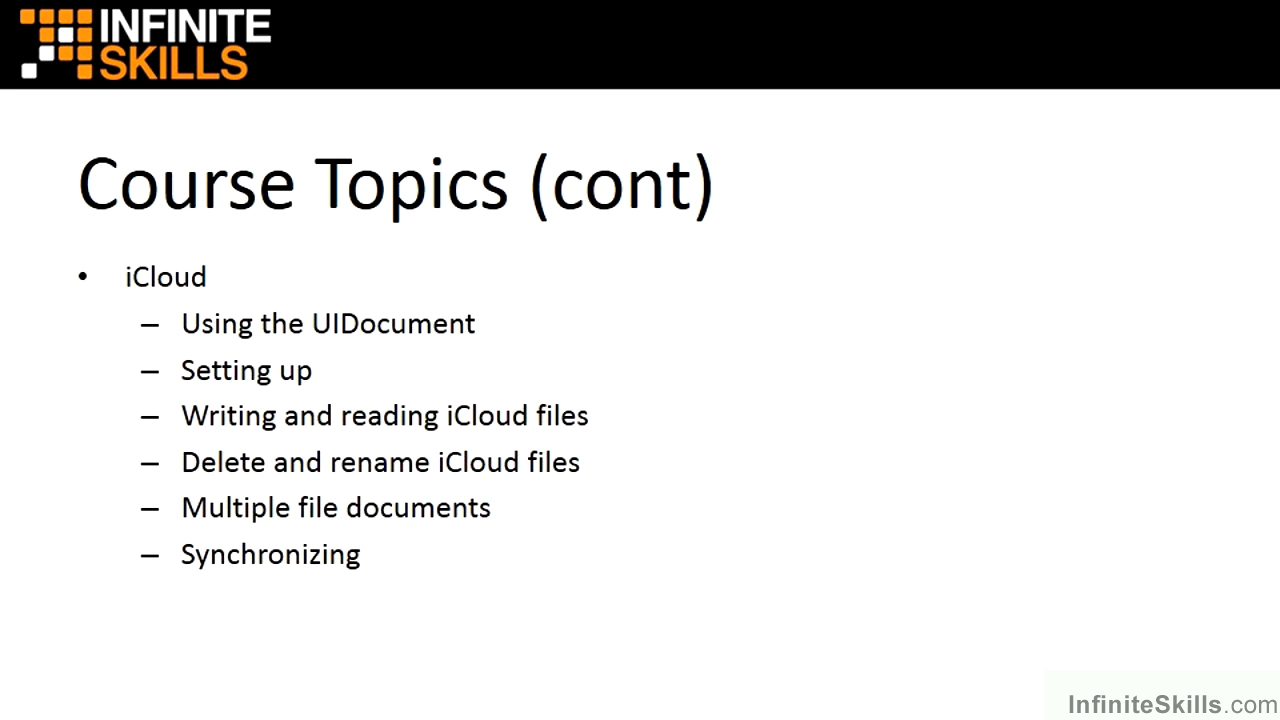 INFINITE
SKILLS
Course Topics (cont)
• iCloud
– Using the UIDocument
– Setting up
– Writing and reading iCloud files
– Delete and rename iCloud files
– Multiple file documents
– Synchronizing
InfiniteSkills.com